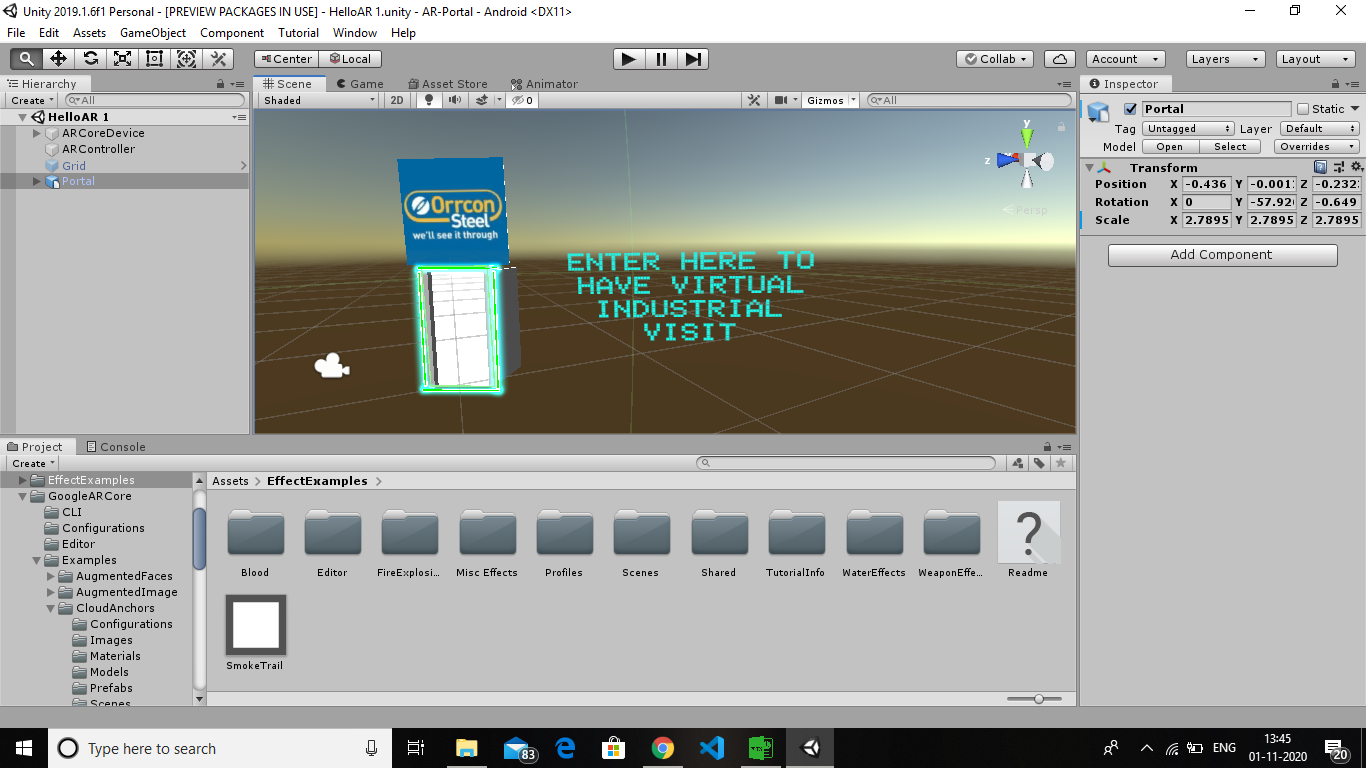 Unity 2019.1.6f1 Personal - [PREVIEW PACKAGES IN USE] - HelloAR 1.unity - AR-Portal - Android <DX11>
File Edit Assets GameObject Component Tutorial Window Help
Center Local Collab Account Layers Layout
Hierarchy
Create All
HelloAR 1
ARCoreDevice
ARController
Grid
Portal
Scene Game Asset Store Animator
Shaded 2D 0 Gizmos All
y
z
Persp
Orrcon
Steel
we'll see it through
ENTER HERE TO
HAVE VIRTUAL
INDUSTRIAL
VISIT
Inspector
Portal Static
Tag Untagged Layer Default
Model Open Select Overrides
Transform
Position X -0.436 Y -0.001 Z -0.232
Rotation X 0 Y -57.92 Z -0.649
Scale X 2.7895 Y 2.7895 Z 2.7895
Add Component
Project Console
Create
EffectExamples
GoogleARCore
CLI
Configurations
Editor
Examples
AugmentedFaces
AugmentedImage
CloudAnchors
Configurations
Images
Materials
Models
Prefabs
Scenes
Assets > EffectExamples >
Blood Editor FireExplosi... Misc Effects Profiles Scenes Shared TutorialInfo WaterEffects WeaponEffe... Readme
SmokeTrail
Type here to search
83
ENG
13:45
01-11-2020
20